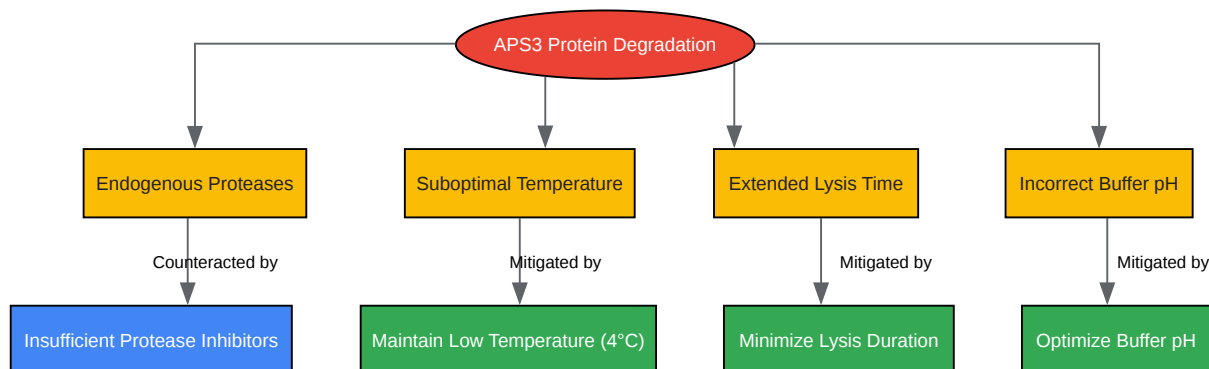 APS3 Protein Degradation
Endogenous Proteases
Suboptimal Temperature
Extended Lysis Time
Incorrect Buffer pH
Counteracted by
Mitigated by
Mitigated by
Mitigated by
Insufficient Protease Inhibitors
Maintain Low Temperature (4°C)
Minimize Lysis Duration
Optimize Buffer pH